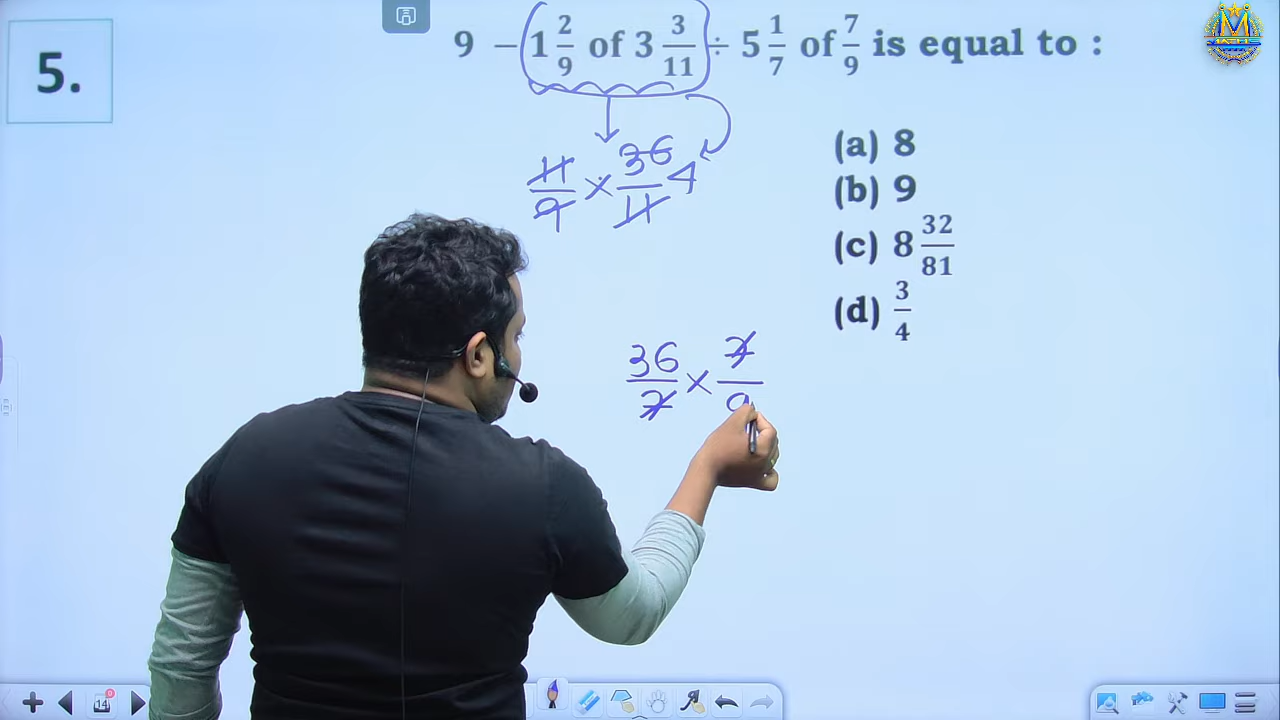 5.
9 − 1 2/9 of 3 3/11 ÷ 5 1/7 of 7/9 is equal to :
(a) 8
(b) 9
(c) 8 32/81
(d) 3/4
11/9 × 36/11 4
36/7 × 7/9
14